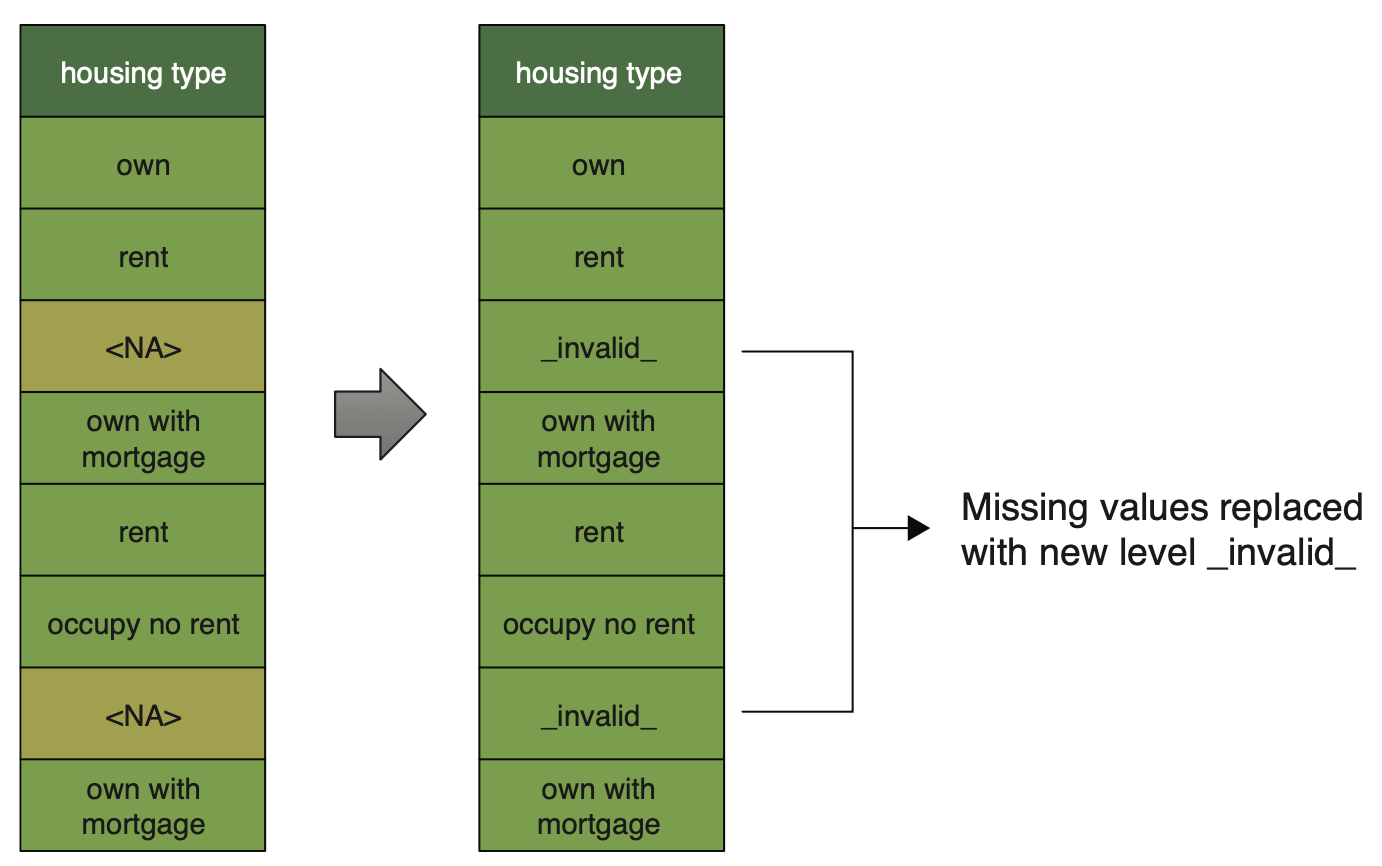 housing type
own
rent
<NA>
own with
mortgage
rent
occupy no rent
<NA>
own with
mortgage
housing type
own
rent
_invalid_
own with
mortgage
rent
occupy no rent
_invalid_
own with
mortgage
Missing values replaced
with new level _invalid_